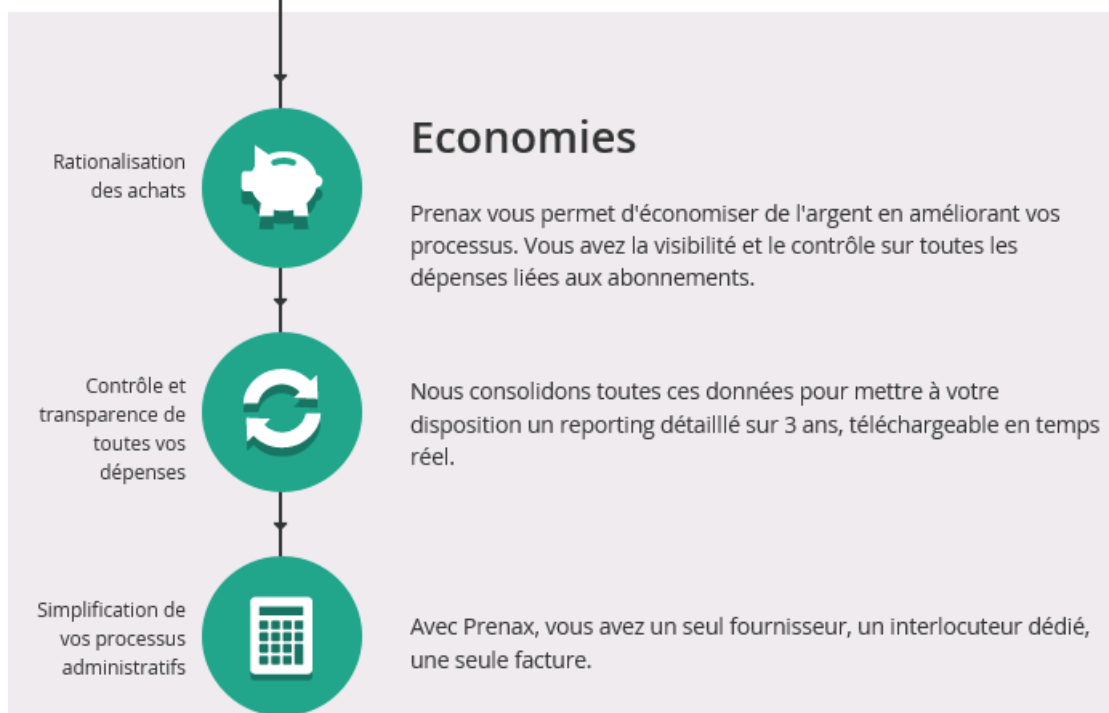 Economies
Rationalisation
des achats
Prenax vous permet d'économiser de l'argent en améliorant vos
processus. Vous avez la visibilité et le contrôle sur toutes les
dépenses liées aux abonnements.
Contrôle et
transparence de
toutes vos
dépenses
Nous consolidons toutes ces données pour mettre à votre
disposition un reporting détailllé sur 3 ans, téléchargeable en temps
réel.
Simplification de
vos processus
administratifs
Avec Prenax, vous avez un seul fournisseur, un interlocuteur dédié,
une seule facture.